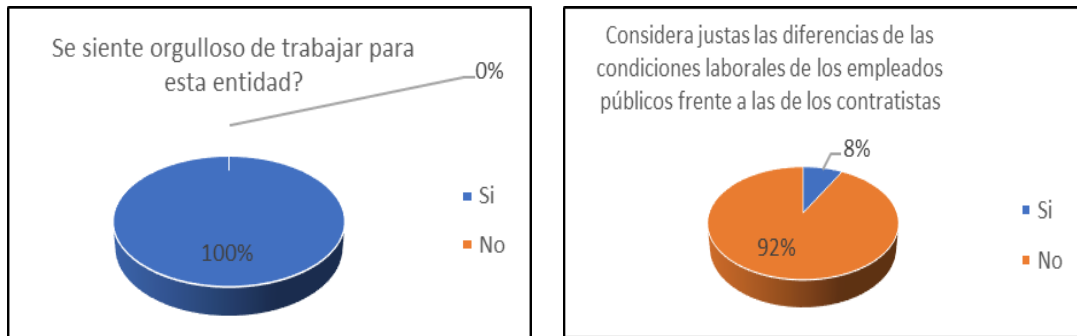 Se siente orgulloso de trabajar para
esta entidad?
0%
100%
Si
No
Considera justas las diferencias de las
condiciones laborales de los empleados
públicos frente a las de los contratistas
8%
92%
Si
No